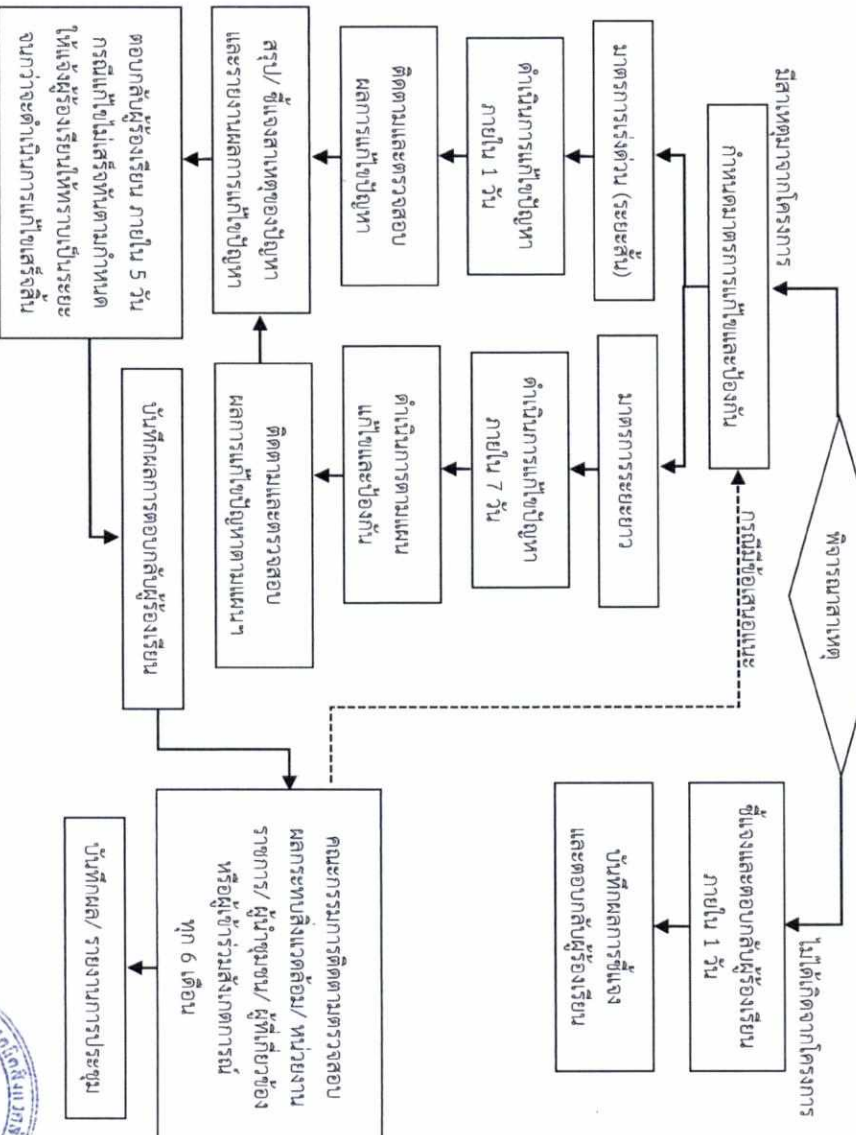 พิจารณาสาเหตุ
มีสาเหตุมาจากโครงการ
ไม่ได้เกิดจากโครงการ
กำหนดมาตรการแก้ไขและป้องกัน
กรณีมีข้อเสนอแนะ
ชี้แจงและตอบกลับผู้ร้องเรียน
ภายใน 1 วัน
บันทึกผลการชี้แจง
และตอบกลับผู้ร้องเรียน
มาตรการเร่งด่วน (ระยะสั้น)
มาตรการระยะยาว
ดำเนินการแก้ไขปัญหา
ภายใน 1 วัน
ดำเนินการแก้ไขปัญหา
ภายใน 7 วัน
ติดตามและตรวจสอบ
ผลการแก้ไขปัญหา
ดำเนินการตามแผน
แก้ไขและป้องกัน
สรุป/ ชี้แจงสาเหตุของปัญหา
และรายงานผลการแก้ไขปัญหา
ติดตามและตรวจสอบ
ผลการแก้ไขปัญหาตามแผนฯ
ตอบกลับผู้ร้องเรียน ภายใน 5 วัน
กรณีแก้ไขไม่เสร็จทันตามกำหนด
ให้แจ้งผู้ร้องเรียนให้ทราบเป็นระยะ
จนกว่าจะดำเนินการแก้ไขเสร็จสิ้น
บันทึกผลการตอบกลับผู้ร้องเรียน
คณะกรรมการติดตามตรวจสอบ
ผลกระทบสิ่งแวดล้อม/ หน่วยงาน
ราชการ/ ผู้นำชุมชน/ ผู้ที่เกี่ยวข้อง
หรือผู้เข้าร่วมสังเกตการณ์
ทุก 6 เดือน
บันทึกผล/ รายงานการประชุม